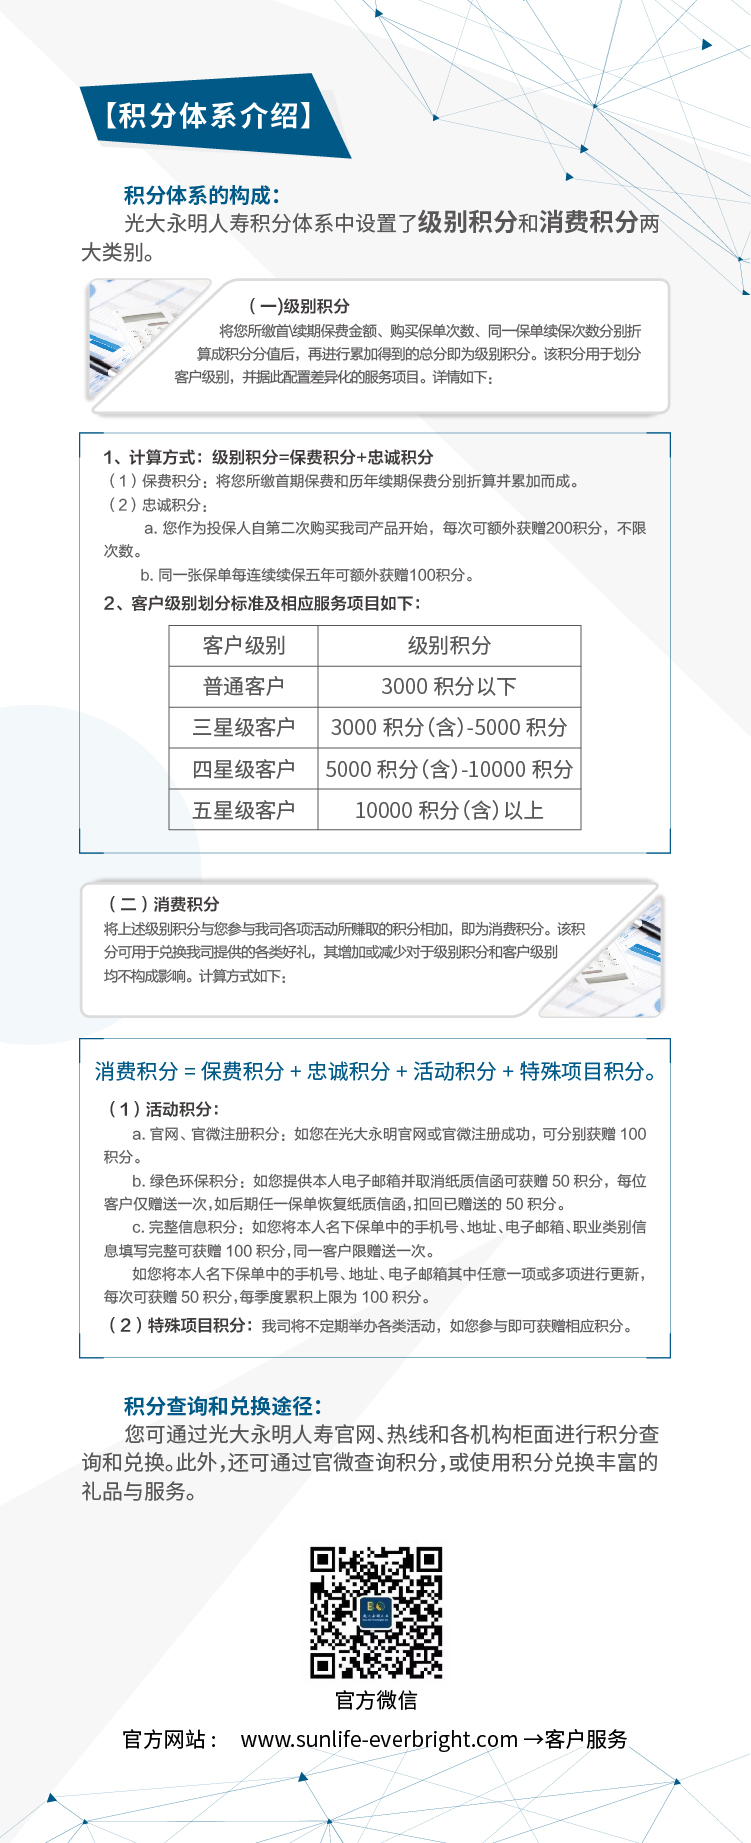 【积分体系介绍】
积分体系的构成：
光大永明人寿积分体系中设置了级别积分和消费积分两
大类别。
（一)级别积分
将您所缴首\续期保费金额、购买保单次数、同一保单续保次数分别折
算成积分分值后，再进行累加得到的总分即为级别积分。该积分用于划分
客户级别，并据此配置差异化的服务项目。详情如下：
1、计算方式：级别积分=保费积分+忠诚积分
（1）保费积分：将您所缴首期保费和历年续期保费分别折算并累加而成。
（2）忠诚积分：
a. 您作为投保人自第二次购买我司产品开始，每次可额外获赠200积分，不限
次数。
b. 同一张保单每连续续保五年可额外获赠100积分。
2、客户级别划分标准及相应服务项目如下：
客户级别 级别积分
普通客户 3000 积分以下
三星级客户 3000 积分（含）-5000 积分
四星级客户 5000 积分（含）-10000 积分
五星级客户 10000 积分（含）以上
（二）消费积分
将上述级别积分与您参与我司各项活动所赚取的积分相加，即为消费积分。该积
分可用于兑换我司提供的各类好礼，其增加或减少对于级别积分和客户级别
均不构成影响。计算方式如下：
消费积分 = 保费积分 + 忠诚积分 + 活动积分 + 特殊项目积分。
（1）活动积分：
a. 官网、官微注册积分：如您在光大永明官网或官微注册成功，可分别获赠 100
积分。
b. 绿色环保积分：如您提供本人电子邮箱并取消纸质信函可获赠 50 积分，每位
客户仅赠送一次，如后期任一保单恢复纸质信函，扣回已赠送的 50 积分。
c. 完整信息积分：如您将本人名下保单中的手机号、地址、电子邮箱、职业类别信
息填写完整可获赠 100 积分，同一客户限赠送一次。
如您将本人名下保单中的手机号、地址、电子邮箱其中任意一项或多项进行更新，
每次可获赠 50 积分，每季度累积上限为 100 积分。
（2）特殊项目积分：我司将不定期举办各类活动，如您参与即可获赠相应积分。
积分查询和兑换途径：
您可通过光大永明人寿官网、热线和各机构柜面进行积分查
询和兑换。此外，还可通过官微查询积分，或使用积分兑换丰富的
礼品与服务。
官方微信
官方网站： www.sunlife-everbright.com →客户服务